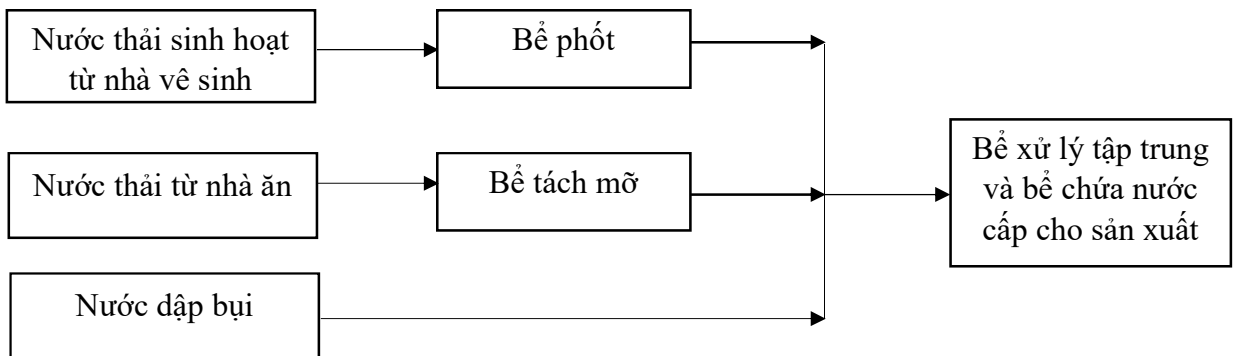 Nước thải sinh hoạt
từ nhà vê sinh
Bể phốt
Nước thải từ nhà ăn
Bể tách mỡ
Nước dập bụi
Bể xử lý tập trung
và bể chứa nước
cấp cho sản xuất